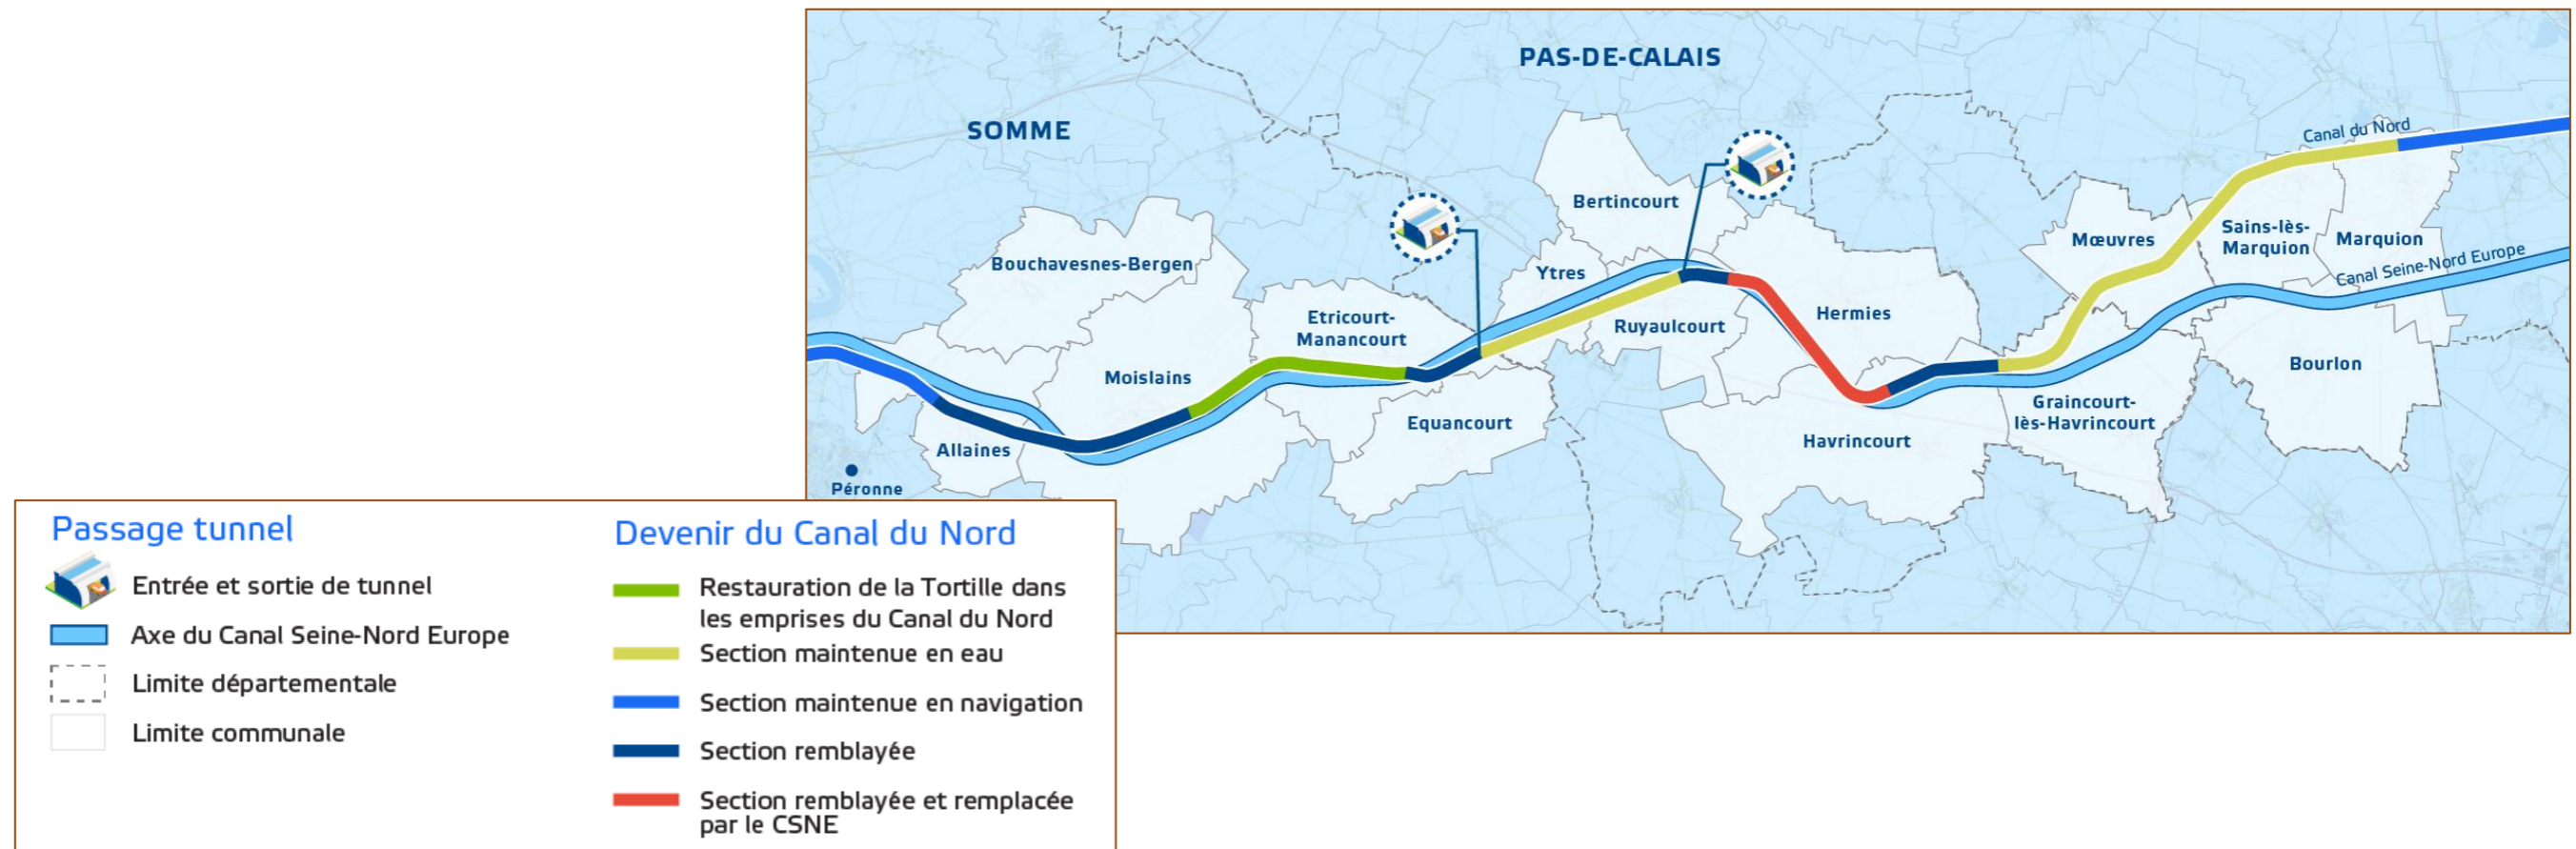 PAS-DE-CALAIS
SOMME
Canal du Nord
Bertincourt
Sains-lès-
Marquion
Mœuvres
Marquion
Canal Seine-Nord Europe
Bouchavesnes-Bergen
Ytres
Etricourt-
Manancourt
Ruyaulcourt
Hermies
Bourlon
Moislains
Graincourt-
lès-Havrincourt
Equancourt
Havrincourt
Allaines
Péronne
Passage tunnel
Entrée et sortie de tunnel
Axe du Canal Seine-Nord Europe
Limite départementale
Limite communale
Devenir du Canal du Nord
Restauration de la Tortille dans
les emprises du Canal du Nord
Section maintenue en eau
Section maintenue en navigation
Section remblayée
Section remblayée et remplacée
par le CSNE